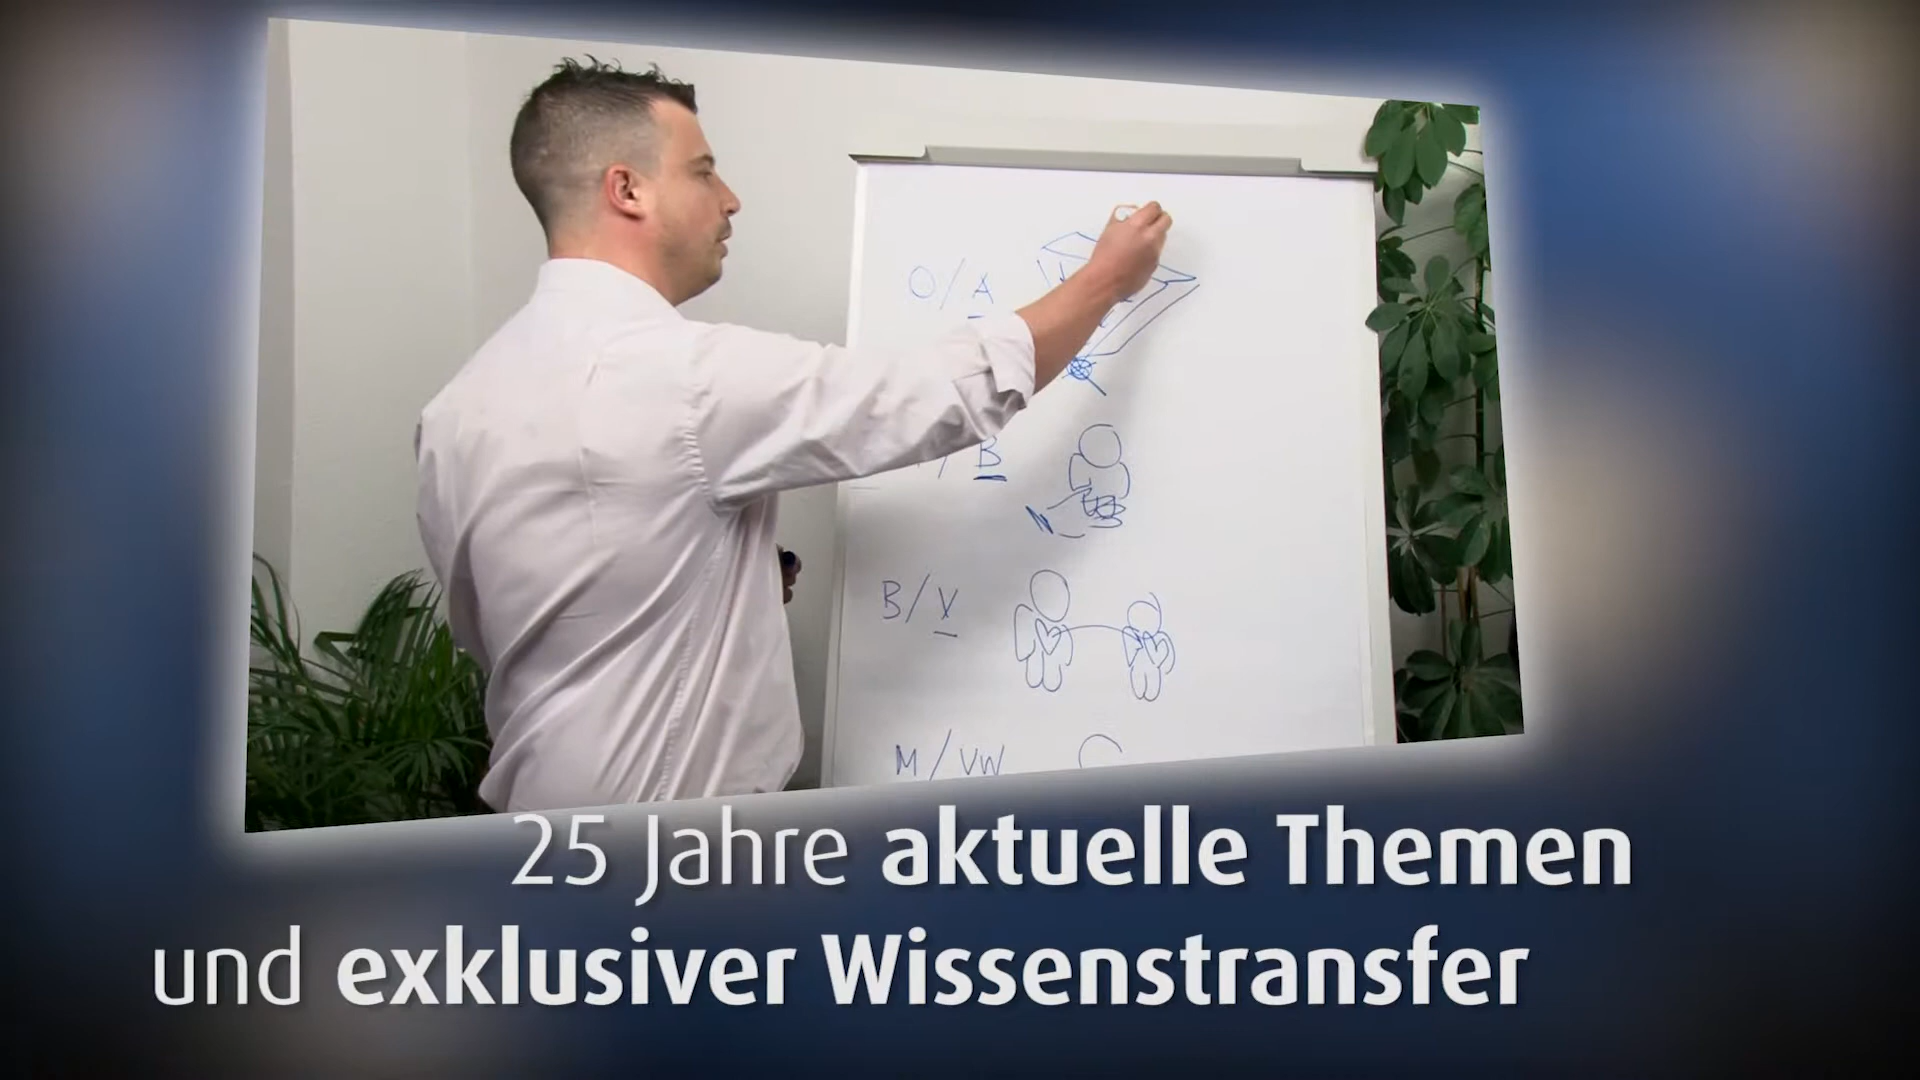 O/A
B
B/V
M/VW
25 Jahre aktuelle Themen
und exklusiver Wissenstransfer